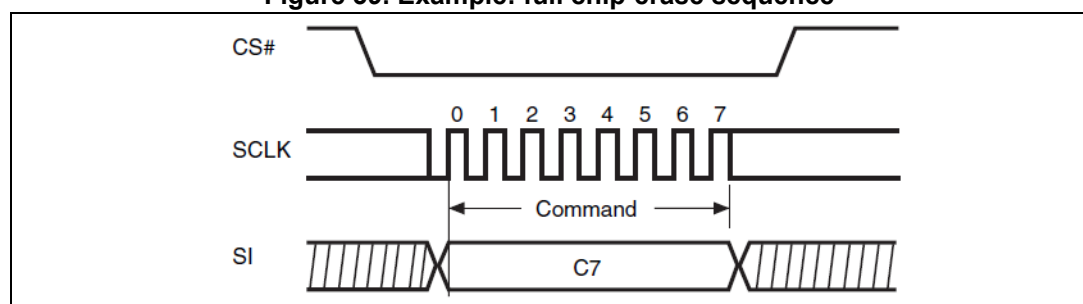 Figure Example: full chip erase sequence
CS#
0 1 2 3 4 5 6 7
SCLK
Command
SI
C7